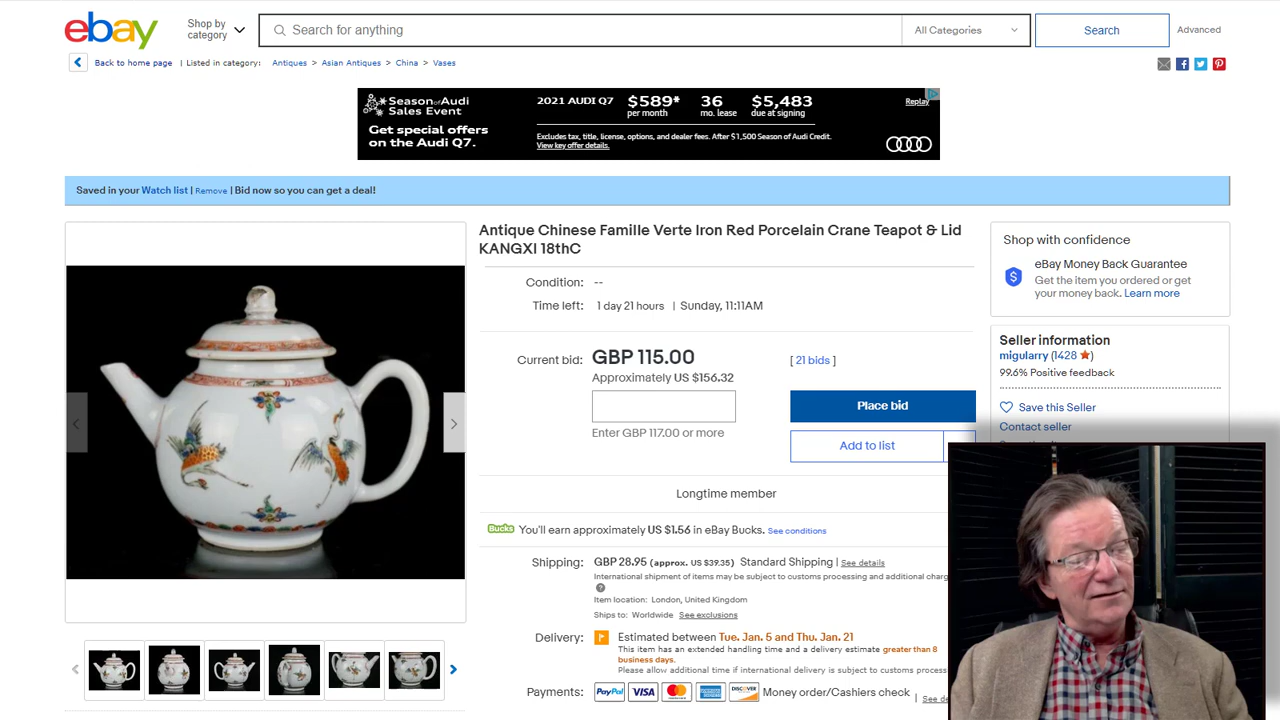 ebay
Shop by
category
Search for anything
All Categories
Search
Advanced
Back to home page | Listed in category: Antiques > Asian Antiques > China > Vases
Season of Audi
Sales Event
Get special offers
on the Audi Q7.
2021 AUDI Q7 $589* 36 $5,483
per month mo. lease due at signing
Excludes tax, title, license, options, and dealer fees. After $1,500 Season of Audi Credit.
View key offer details.
Replay
Saved in your Watch list | Remove | Bid now so you can get a deal!
Antique Chinese Famille Verte Iron Red Porcelain Crane Teapot & Lid
KANGXI 18thC
Condition: --
Time left: 1 day 21 hours | Sunday, 11:11AM
Current bid: GBP 115.00 [ 21 bids ]
Approximately US $156.32
Place bid
Enter GBP 117.00 or more
Add to list
Longtime member
Bucks You'll earn approximately US $1.56 in eBay Bucks. See conditions
Shipping: GBP 28.95 (approx. US $39.35) Standard Shipping | See details
International shipment of items may be subject to customs processing and additional charg
?
Item location: London, United Kingdom
Ships to: Worldwide See exclusions
Delivery: Estimated between Tue. Jan. 5 and Thu. Jan. 21
This item has an extended handling time and a delivery estimate greater than 8
business days.
Please allow additional time if international delivery is subject to customs proces
Payments: PayPal VISA DISCOVER Money order/Cashiers check | See de
Shop with confidence
eBay Money Back Guarantee
Get the item you ordered or get
your money back. Learn more
Seller information
migularry (1428 )
99.6% Positive feedback
Save this Seller
Contact seller